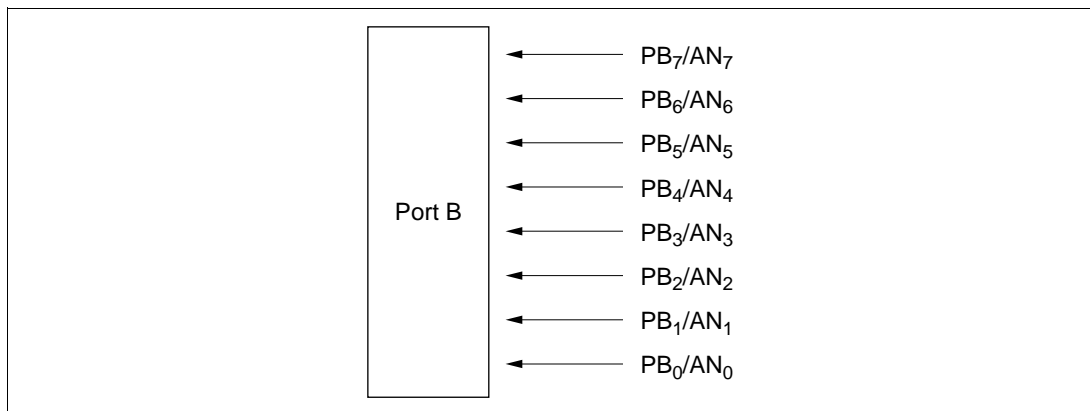 PB₇/AN₇
PB₆/AN₆
PB₅/AN₅
PB₄/AN₄
Port B
PB₃/AN₃
PB₂/AN₂
PB₁/AN₁
PB₀/AN₀